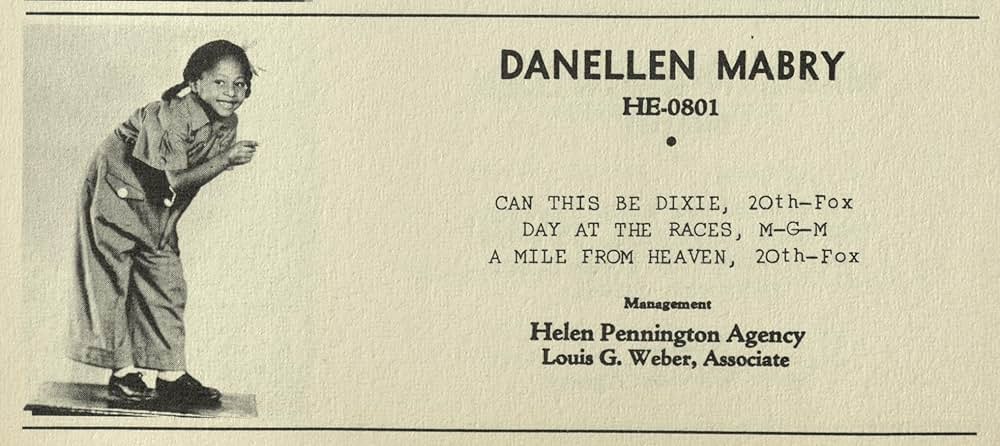 DANELLEN MABRY
HE-0801
•
CAN THIS BE DIXIE, 20th-Fox
DAY AT THE RACES, M-G-M
A MILE FROM HEAVEN, 20th-Fox
Management
Helen Pennington Agency
Louis G. Weber, Associate